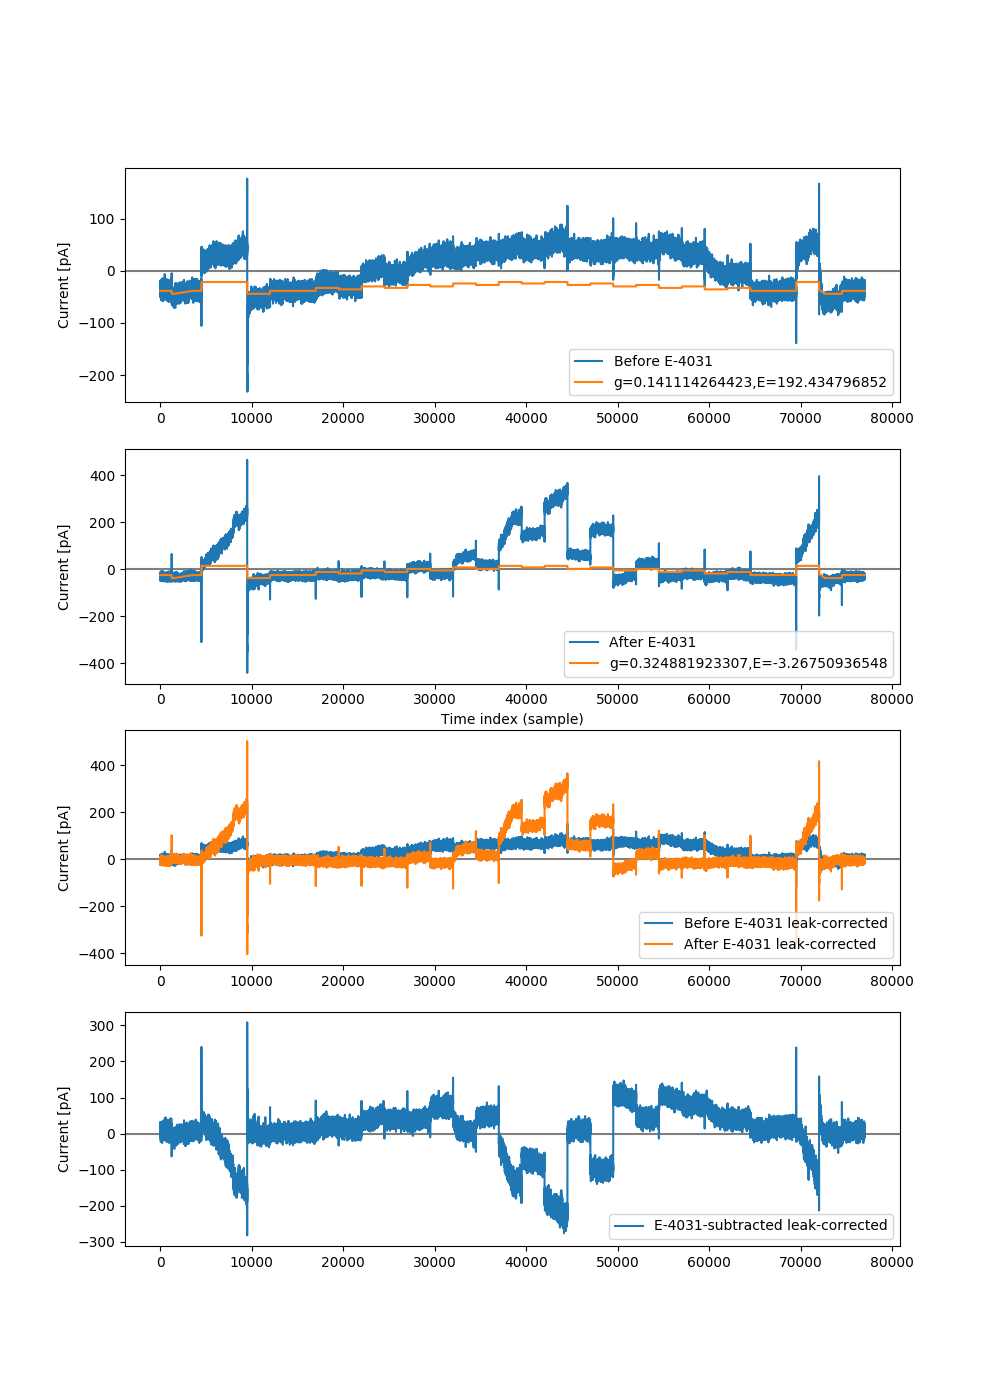 Current [pA]
100
0
−100
−200
Before E-4031
g=0.141114264423,E=192.434796852
0 10000 20000 30000 40000 50000 60000 70000 80000
Current [pA]
400
200
0
−200
−400
After E-4031
g=0.324881923307,E=-3.26750936548
0 10000 20000 30000 40000 50000 60000 70000 80000
Time index (sample)
Current [pA]
400
200
0
−200
−400
Before E-4031 leak-corrected
After E-4031 leak-corrected
0 10000 20000 30000 40000 50000 60000 70000 80000
Current [pA]
300
200
100
0
−100
−200
−300
E-4031-subtracted leak-corrected
0 10000 20000 30000 40000 50000 60000 70000 80000